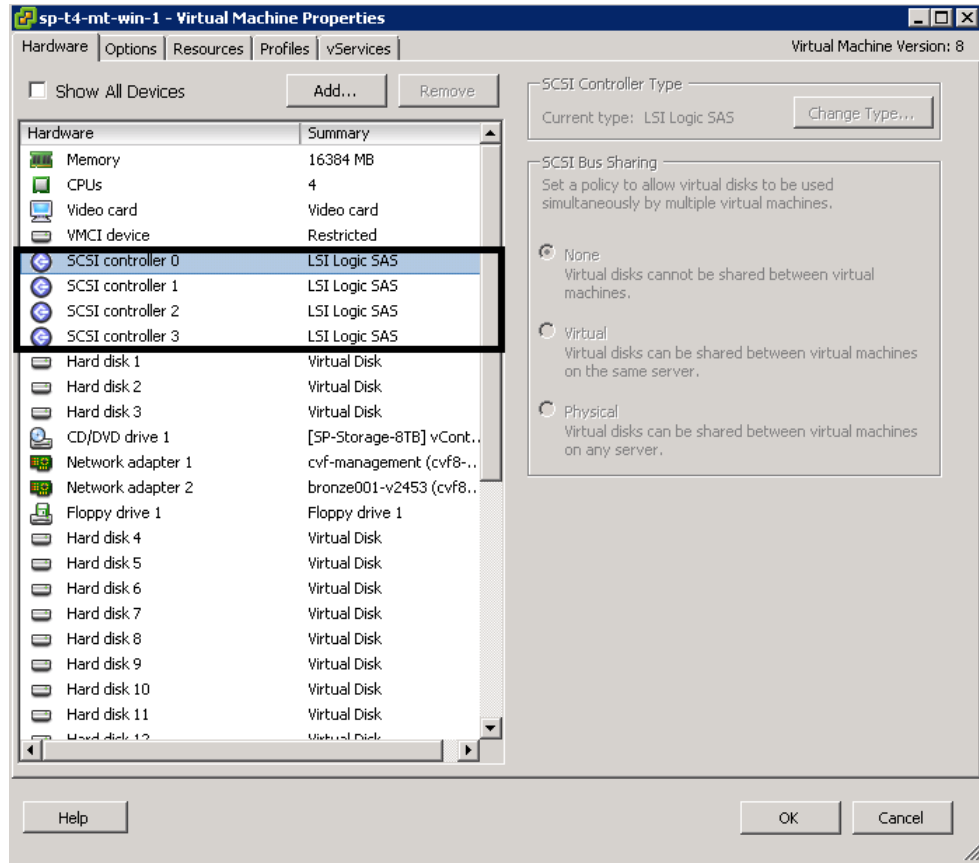 sp-t4-mt-win-1 - Virtual Machine Properties
Hardware Options Resources Profiles vServices Virtual Machine Version: 8
Show All Devices Add... Remove
Hardware Summary
Memory 16384 MB
CPUs 4
Video card Video card
VMCI device Restricted
SCSI controller 0 LSI Logic SAS
SCSI controller 1 LSI Logic SAS
SCSI controller 2 LSI Logic SAS
SCSI controller 3 LSI Logic SAS
Hard disk 1 Virtual Disk
Hard disk 2 Virtual Disk
Hard disk 3 Virtual Disk
CD/DVD drive 1 [SP-Storage-8TB] vCont..
Network adapter 1 cvf-management (cvf8-..
Network adapter 2 bronze001-v2453 (cvf8..
Floppy drive 1 Floppy drive 1
Hard disk 4 Virtual Disk
Hard disk 5 Virtual Disk
Hard disk 6 Virtual Disk
Hard disk 7 Virtual Disk
Hard disk 8 Virtual Disk
Hard disk 9 Virtual Disk
Hard disk 10 Virtual Disk
Hard disk 11 Virtual Disk
Hard disk 12 Virtual Disk
SCSI Controller Type
Current type: LSI Logic SAS Change Type...
SCSI Bus Sharing
Set a policy to allow virtual disks to be used
simultaneously by multiple virtual machines.
None
Virtual disks cannot be shared between virtual
machines.
Virtual
Virtual disks can be shared between virtual machines
on the same server.
Physical
Virtual disks can be shared between virtual machines
on any server.
Help OK Cancel